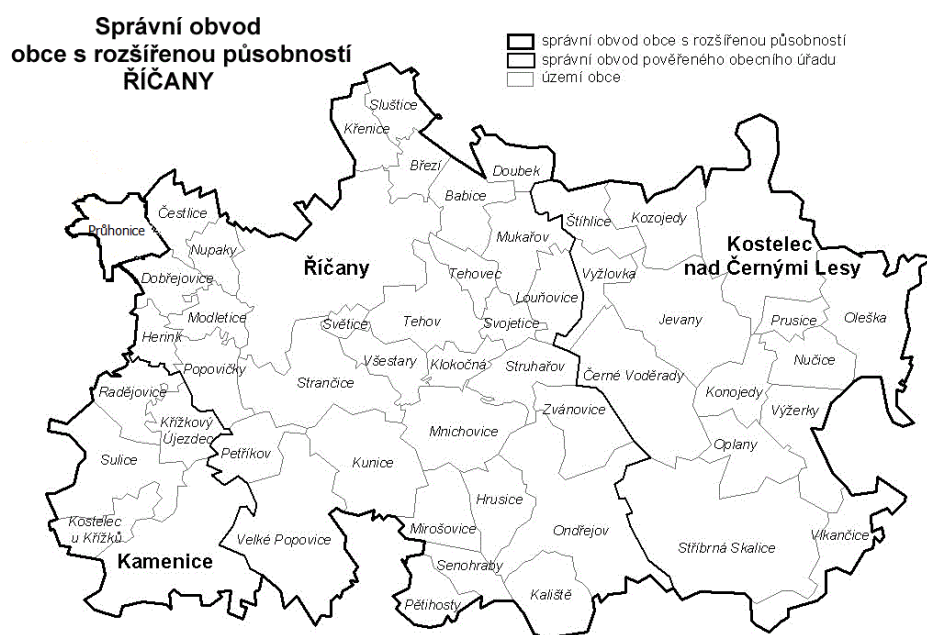 Správní obvod
obce s rozšířenou působností
ŘÍČANY
správní obvod obce s rozšířenou působností
správní obvod pověřeného obecního úřadu
území obce
Sluštice
Křenice
Březí
Doubek
Babice
Čestlice
Průhonice
Nupaky
Štíhlice
Kozojedy
Mukařov
Kostelec
nad Černými Lesy
Říčany
Dobřejovice
Tehovec
Vyžlovka
Louňovice
Modletice
Světice
Tehov
Svojetice
Jevany
Prusice
Oleška
Herink
Nučice
Popovičky
Všestary
Klokočná
Struhařov
Strančice
Černé Voděrady
Radějovice
Konojedy
Výžerky
Křížkový
Újezdec
Zvánovice
Mnichovice
Petříkov
Oplany
Sulice
Kunice
Hrusice
Kostelec
u Křížků
Mirošovice
Ondřejov
Velké Popovice
Stříbrná Skalice
Vlkančice
Kamenice
Senohraby
Kaliště
Pětihosty